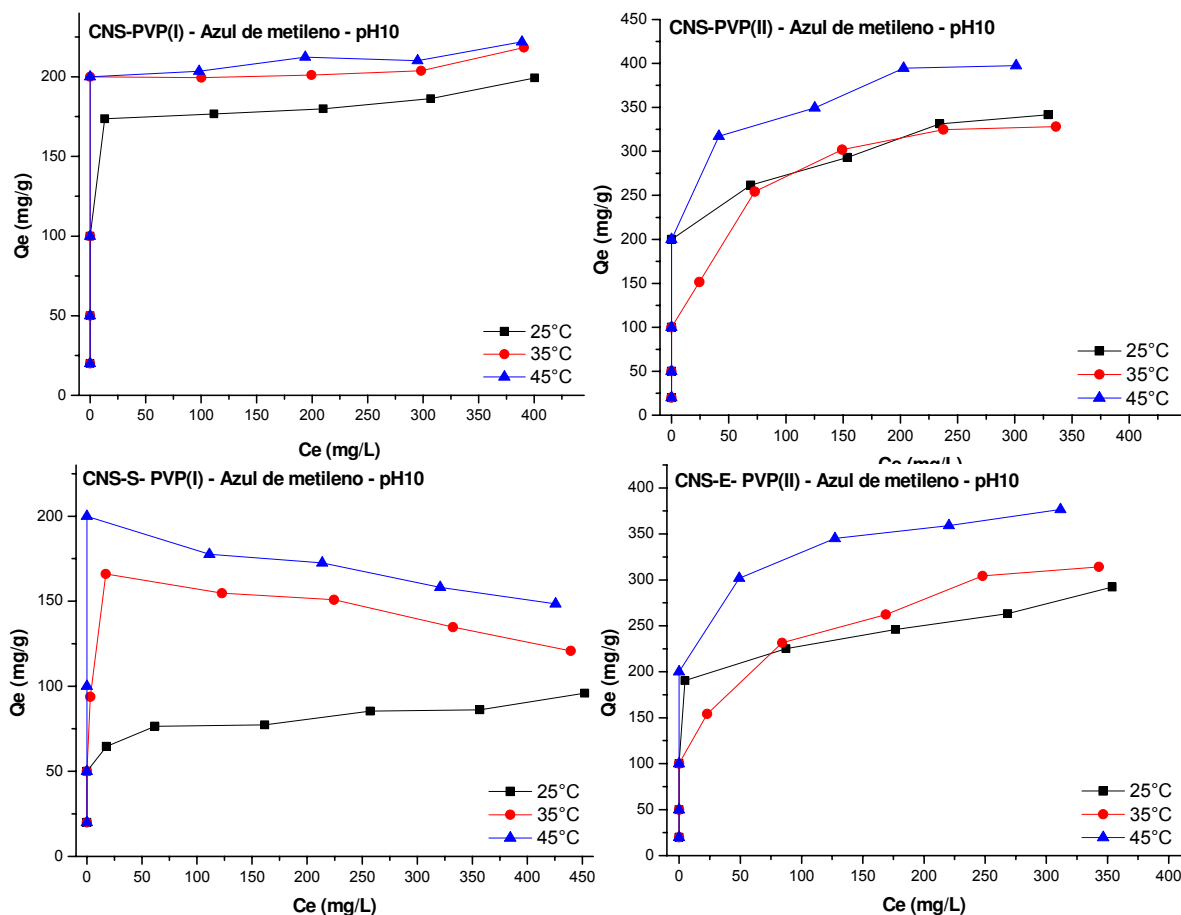 CNS-PVP(I) - Azul de metileno - pH10
200
150
100
50
0
Qe (mg/g)
25°C
35°C
45°C
0 50 100 150 200 250 300 350 400
Ce (mg/L)
CNS-PVP(II) - Azul de metileno - pH10
450
400
350
300
250
200
150
100
50
0
Qe (mg/g)
25°C
35°C
45°C
0 50 100 150 200 250 300 350 400
Ce (mg/L)
CNS-S- PVP(I) - Azul de metileno - pH10
200
150
100
50
0
Qe (mg/g)
25°C
35°C
45°C
0 50 100 150 200 250 300 350 400 450
Ce (mg/L)
CNS-E- PVP(II) - Azul de metileno - pH10
400
350
300
250
200
150
100
50
0
Qe (mg/g)
25°C
35°C
45°C
0 50 100 150 200 250 300 350 400
Ce (mg/L)